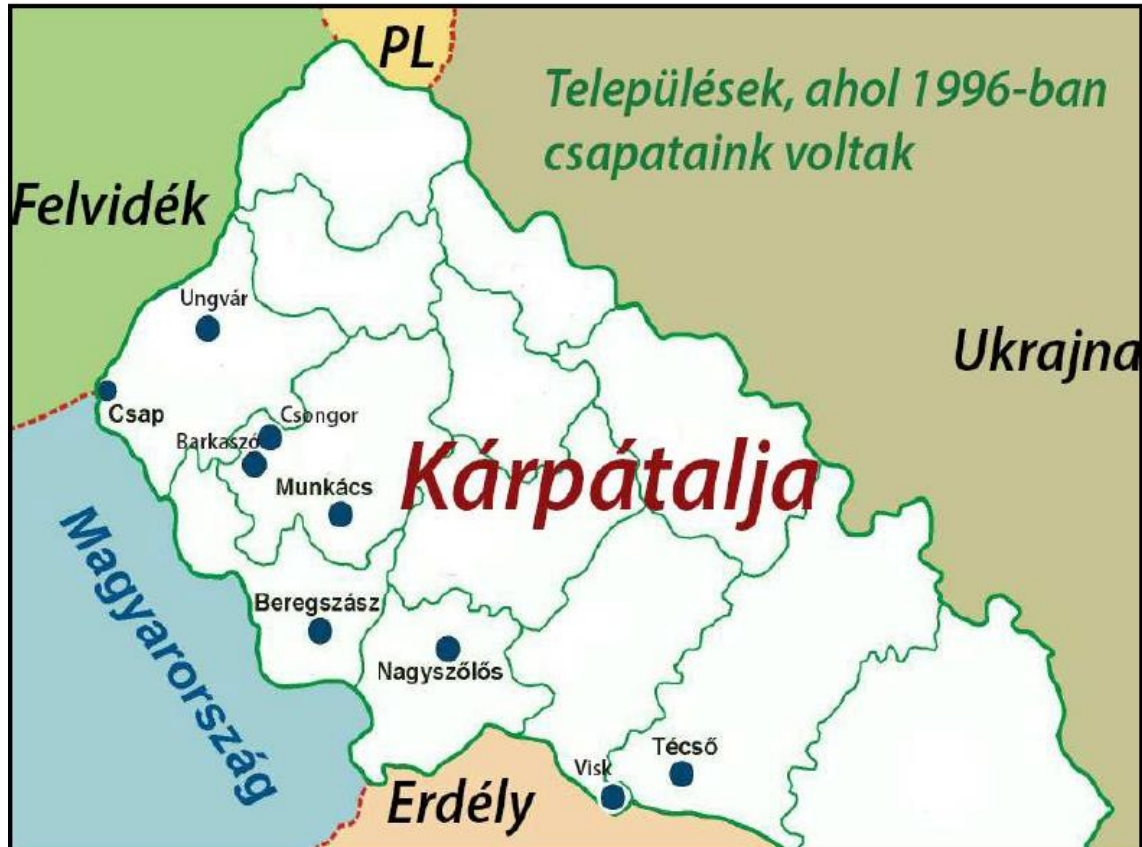 PL
Települések, ahol 1996-ban
csapataink voltak
Felvidék
Ungvár
Ukrajna
Csap
Csongor
Barkaszó
Kárpátalja
Munkács
Magyarország
Beregszász
Nagyszőlős
Técső
Visk
Erdély